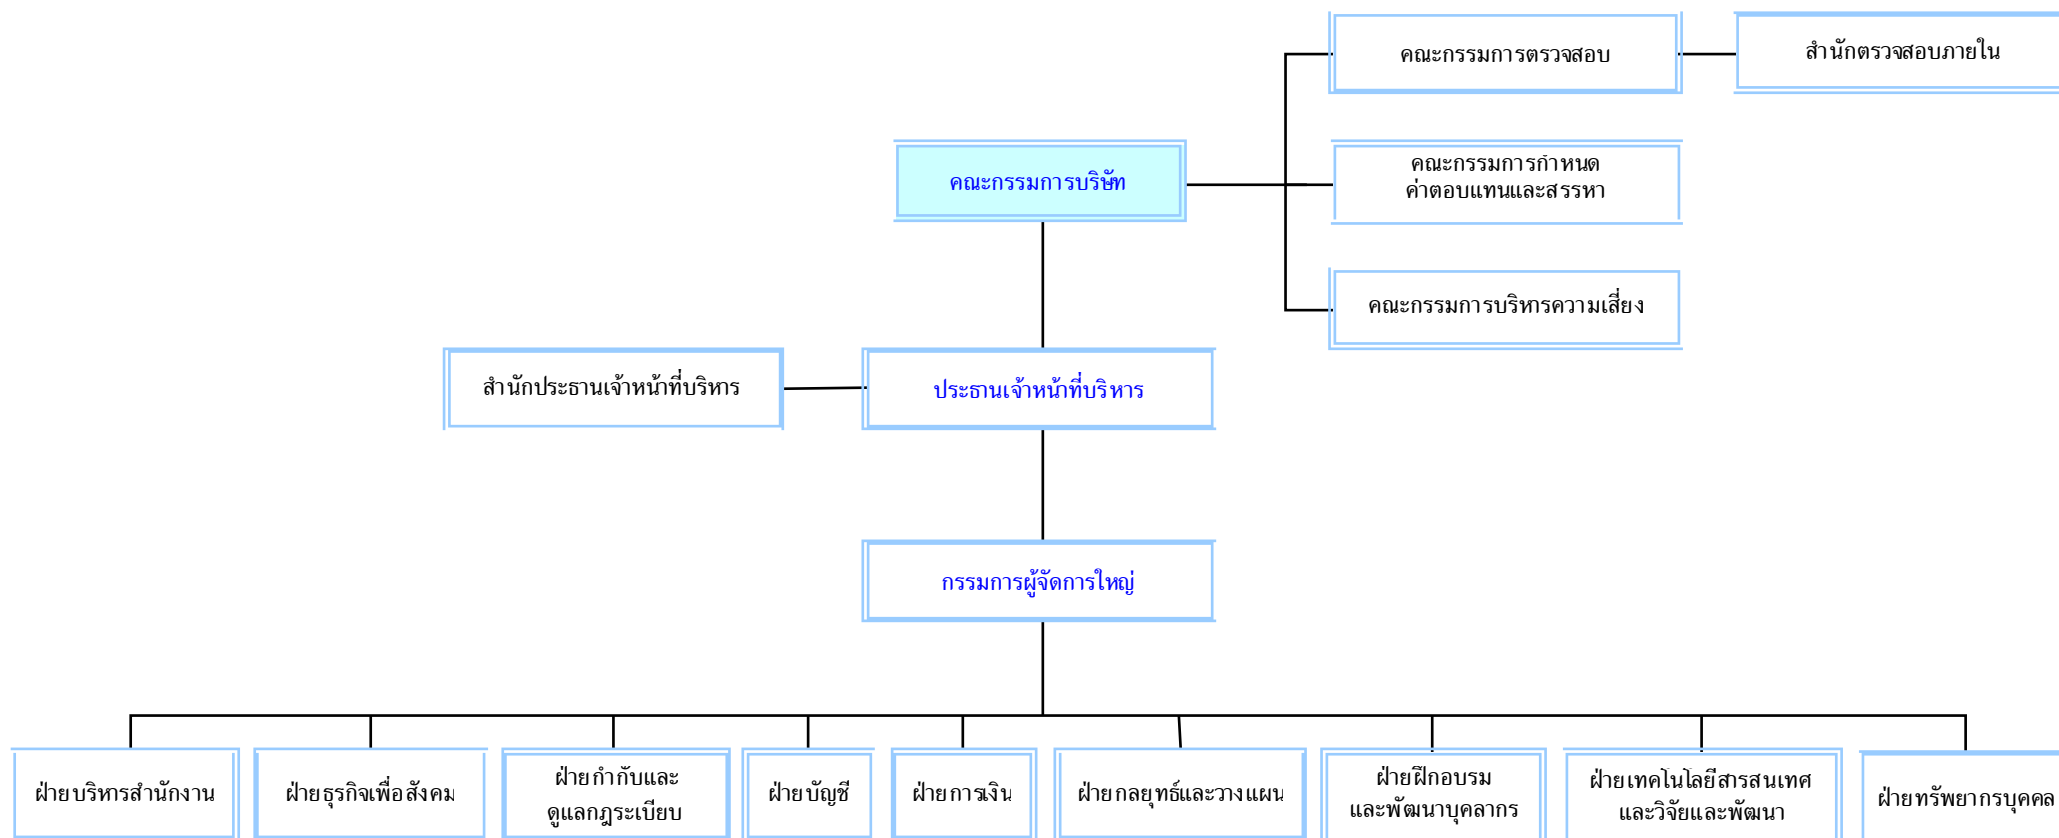 คณะกรรมการตรวจสอบ
สำนักตรวจสอบภายใน
คณะกรรมการบริษัท
คณะกรรมการกำหนด
ค่าตอบแทนและสรรหา
คณะกรรมการบริหารความเสี่ยง
สำนักประธานเจ้าหน้าที่บริหาร
ประธานเจ้าหน้าที่บริหาร
กรรมการผู้จัดการใหญ่
ฝ่ายบริหารสำนักงาน
ฝ่ายธุรกิจเพื่อสังคม
ฝ่ายกำกับและ
ดูแลกฎระเบียบ
ฝ่ายบัญชี
ฝ่ายการเงิน
ฝ่ายกลยุทธ์และวางแผน
ฝ่ายฝึกอบรม
และพัฒนาบุคลากร
ฝ่ายเทคโนโลยีสารสนเทศ
และวิจัยและพัฒนา
ฝ่ายทรัพยากรบุคคล